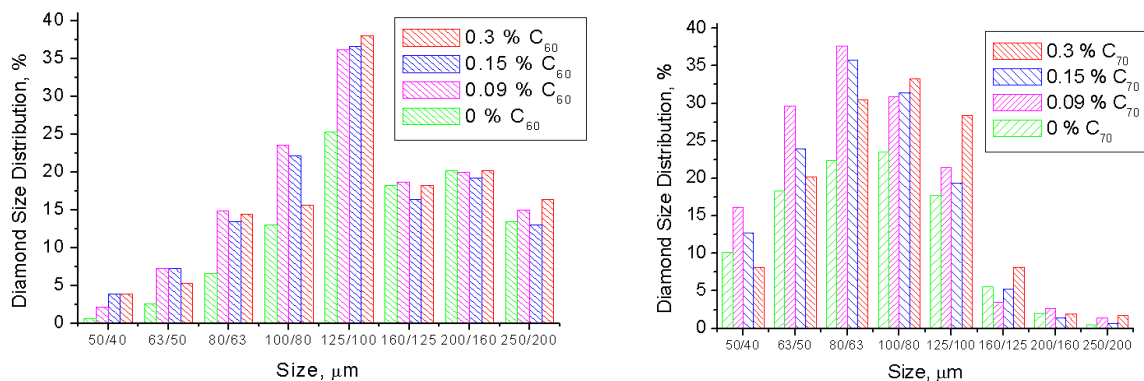 Diamond Size Distribution, %
40
35
30
25
20
15
10
5
0
0.3 % C60
0.15 % C60
0.09 % C60
0 % C60
50/40 63/50 80/63 100/80 125/100 160/125 200/160 250/200
Size, μm
Diamond Size Distribution, %
40
35
30
25
20
15
10
5
0
0.3 % C70
0.15 % C70
0.09 % C70
0 % C70
50/40 63/50 80/63 100/80 125/100 160/125 200/160 250/200
Size, μm